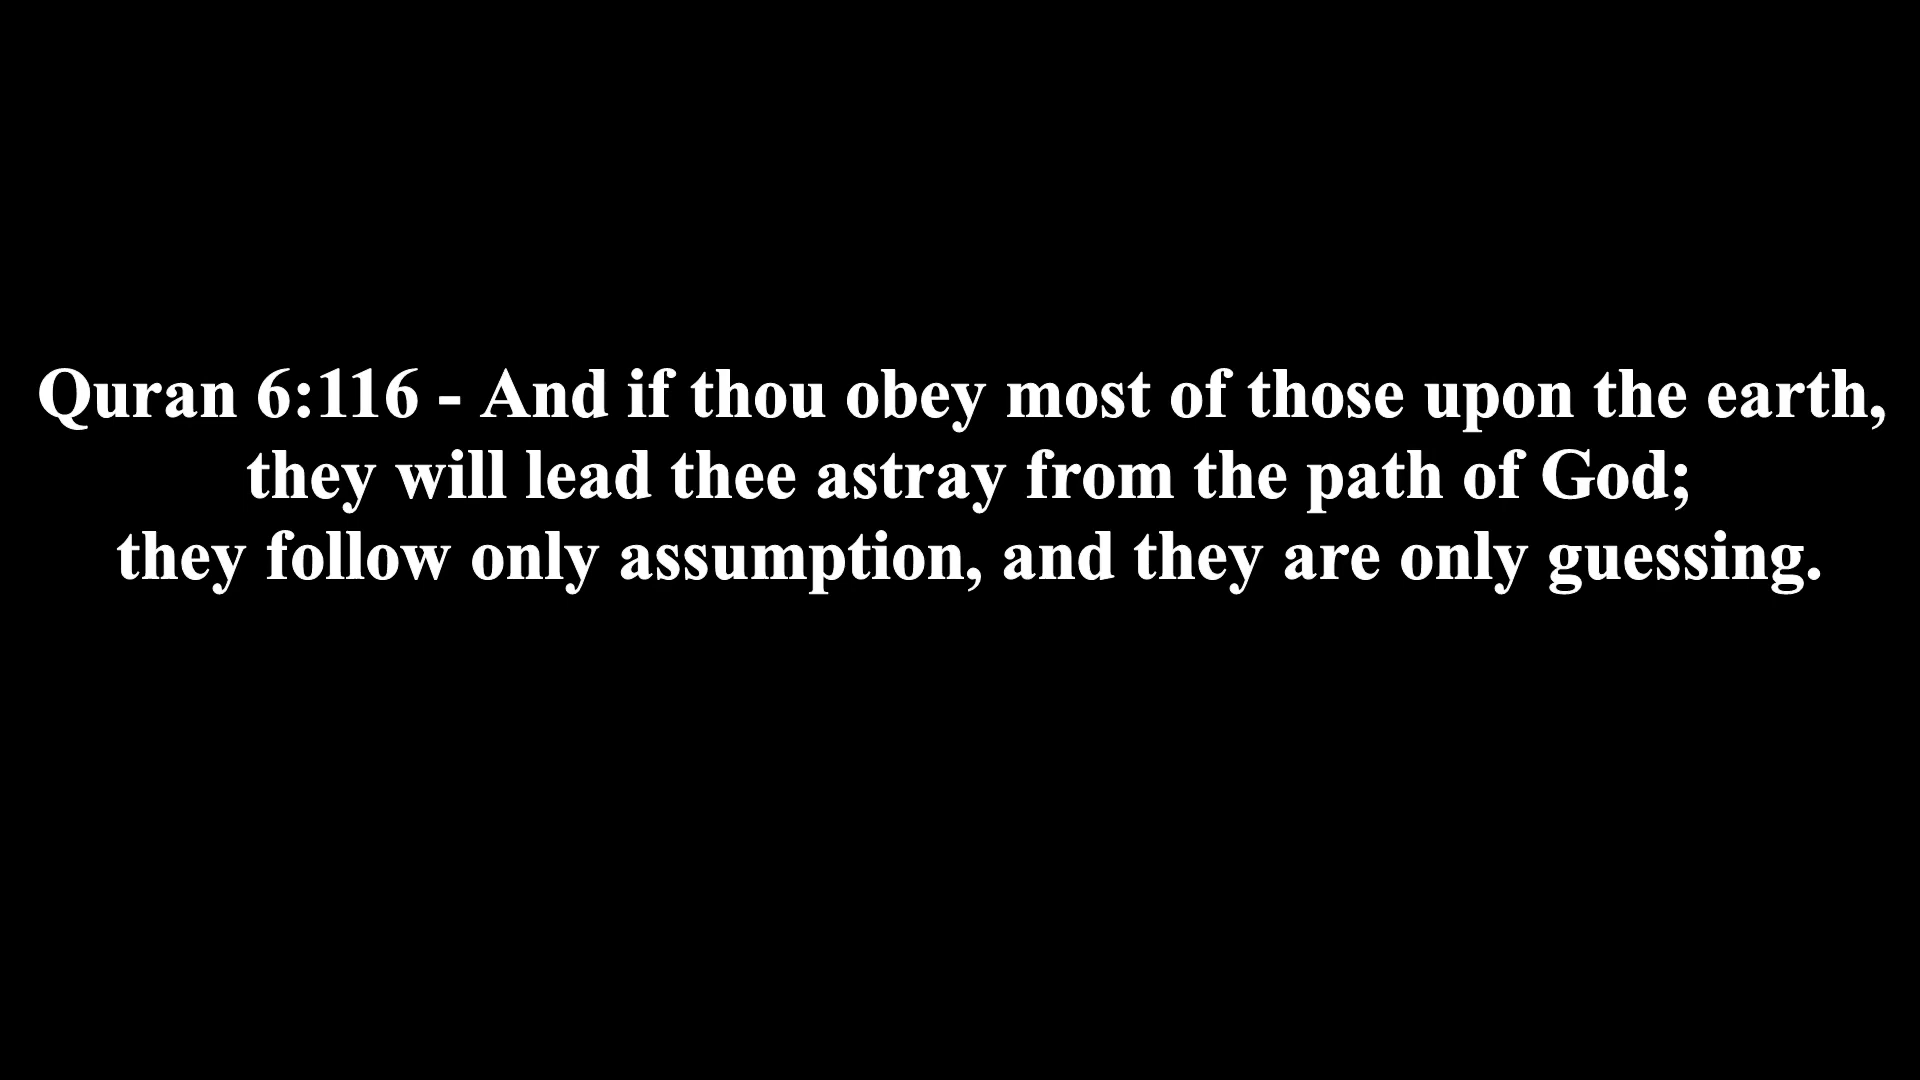 Quran 6:116 - And if thou obey most of those upon the earth,
they will lead thee astray from the path of God;
they follow only assumption, and they are only guessing.